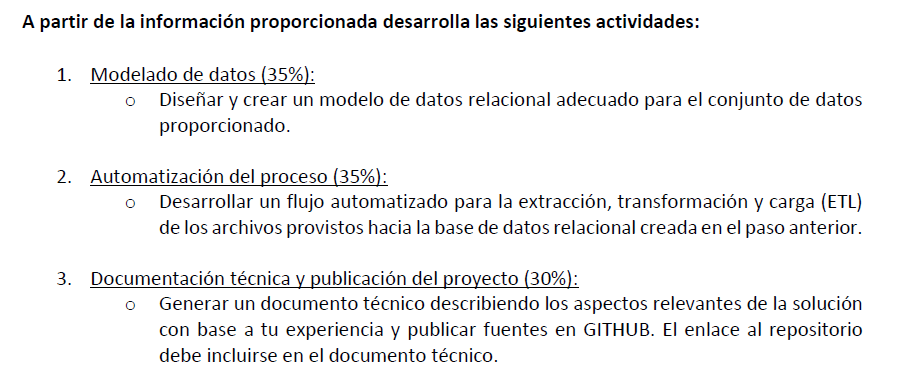 A partir de la información proporcionada desarrolla las siguientes actividades:
1. Modelado de datos (35%):
o Diseñar y crear un modelo de datos relacional adecuado para el conjunto de datos
proporcionado.
2. Automatización del proceso (35%):
o Desarrollar un flujo automatizado para la extracción, transformación y carga (ETL)
de los archivos provistos hacia la base de datos relacional creada en el paso anterior.
3. Documentación técnica y publicación del proyecto (30%):
o Generar un documento técnico describiendo los aspectos relevantes de la solución
con base a tu experiencia y publicar fuentes en GITHUB. El enlace al repositorio
debe incluirse en el documento técnico.